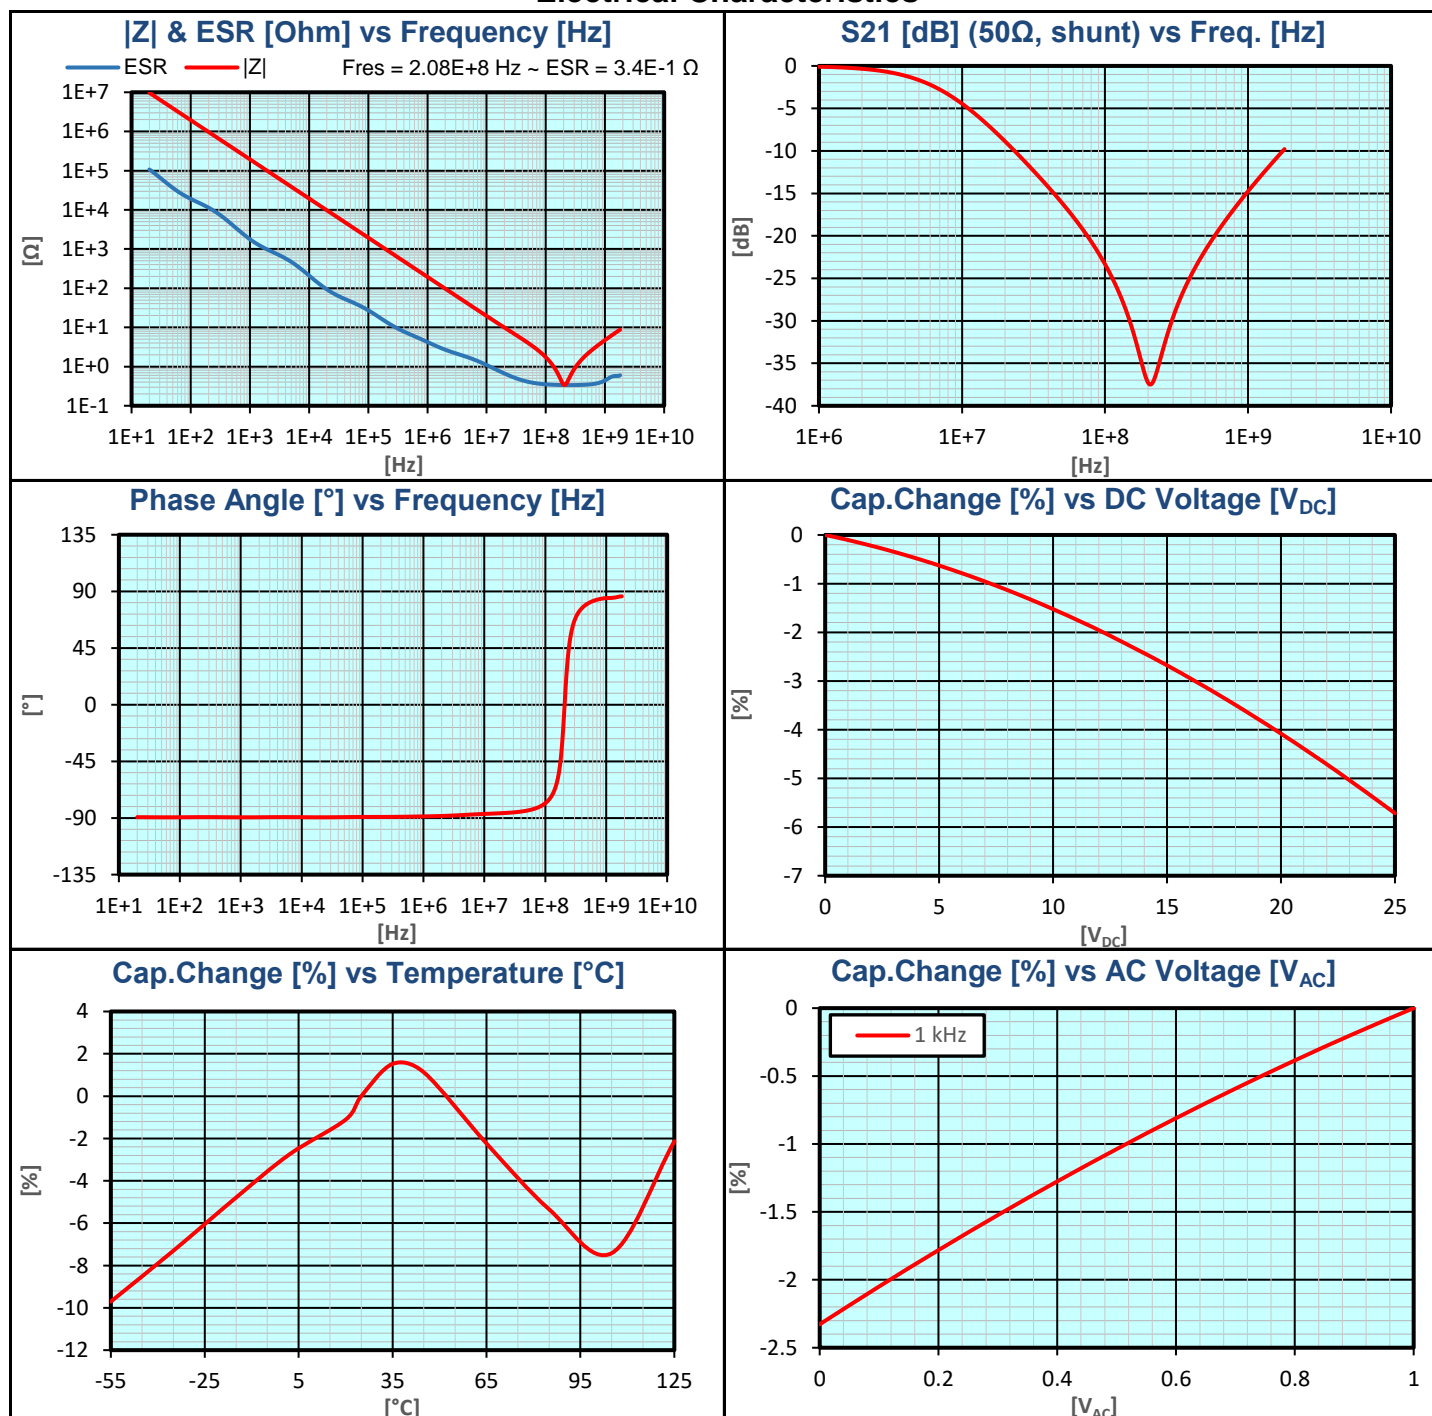 |Z| & ESR [Ohm] vs Frequency [Hz]
ESR |Z| Fres = 2.08E+8 Hz ~ ESR = 3.4E-1 Ω
1E+7
1E+6
1E+5
1E+4
1E+3
1E+2
1E+1
1E+0
1E-1
[Ω]
1E+1 1E+2 1E+3 1E+4 1E+5 1E+6 1E+7 1E+8 1E+9 1E+10
[Hz]
S21 [dB] (50Ω, shunt) vs Freq. [Hz]
0
-5
-10
-15
-20
-25
-30
-35
-40
[dB]
1E+6 1E+7 1E+8 1E+9 1E+10
[Hz]
Phase Angle [°] vs Frequency [Hz]
135
90
45
0
-45
-90
-135
[°]
1E+1 1E+2 1E+3 1E+4 1E+5 1E+6 1E+7 1E+8 1E+9 1E+10
[Hz]
Cap.Change [%] vs DC Voltage [VDC]
0
-1
-2
-3
-4
-5
-6
-7
[%]
0 5 10 15 20 25
[VDC]
Cap.Change [%] vs Temperature [°C]
4
2
0
-2
-4
-6
-8
-10
-12
[%]
-55 -25 5 35 65 95 125
[°C]
Cap.Change [%] vs AC Voltage [VAC]
1 kHz
0
-0.5
-1
-1.5
-2
-2.5
[%]
0 0.2 0.4 0.6 0.8 1
[VAC]